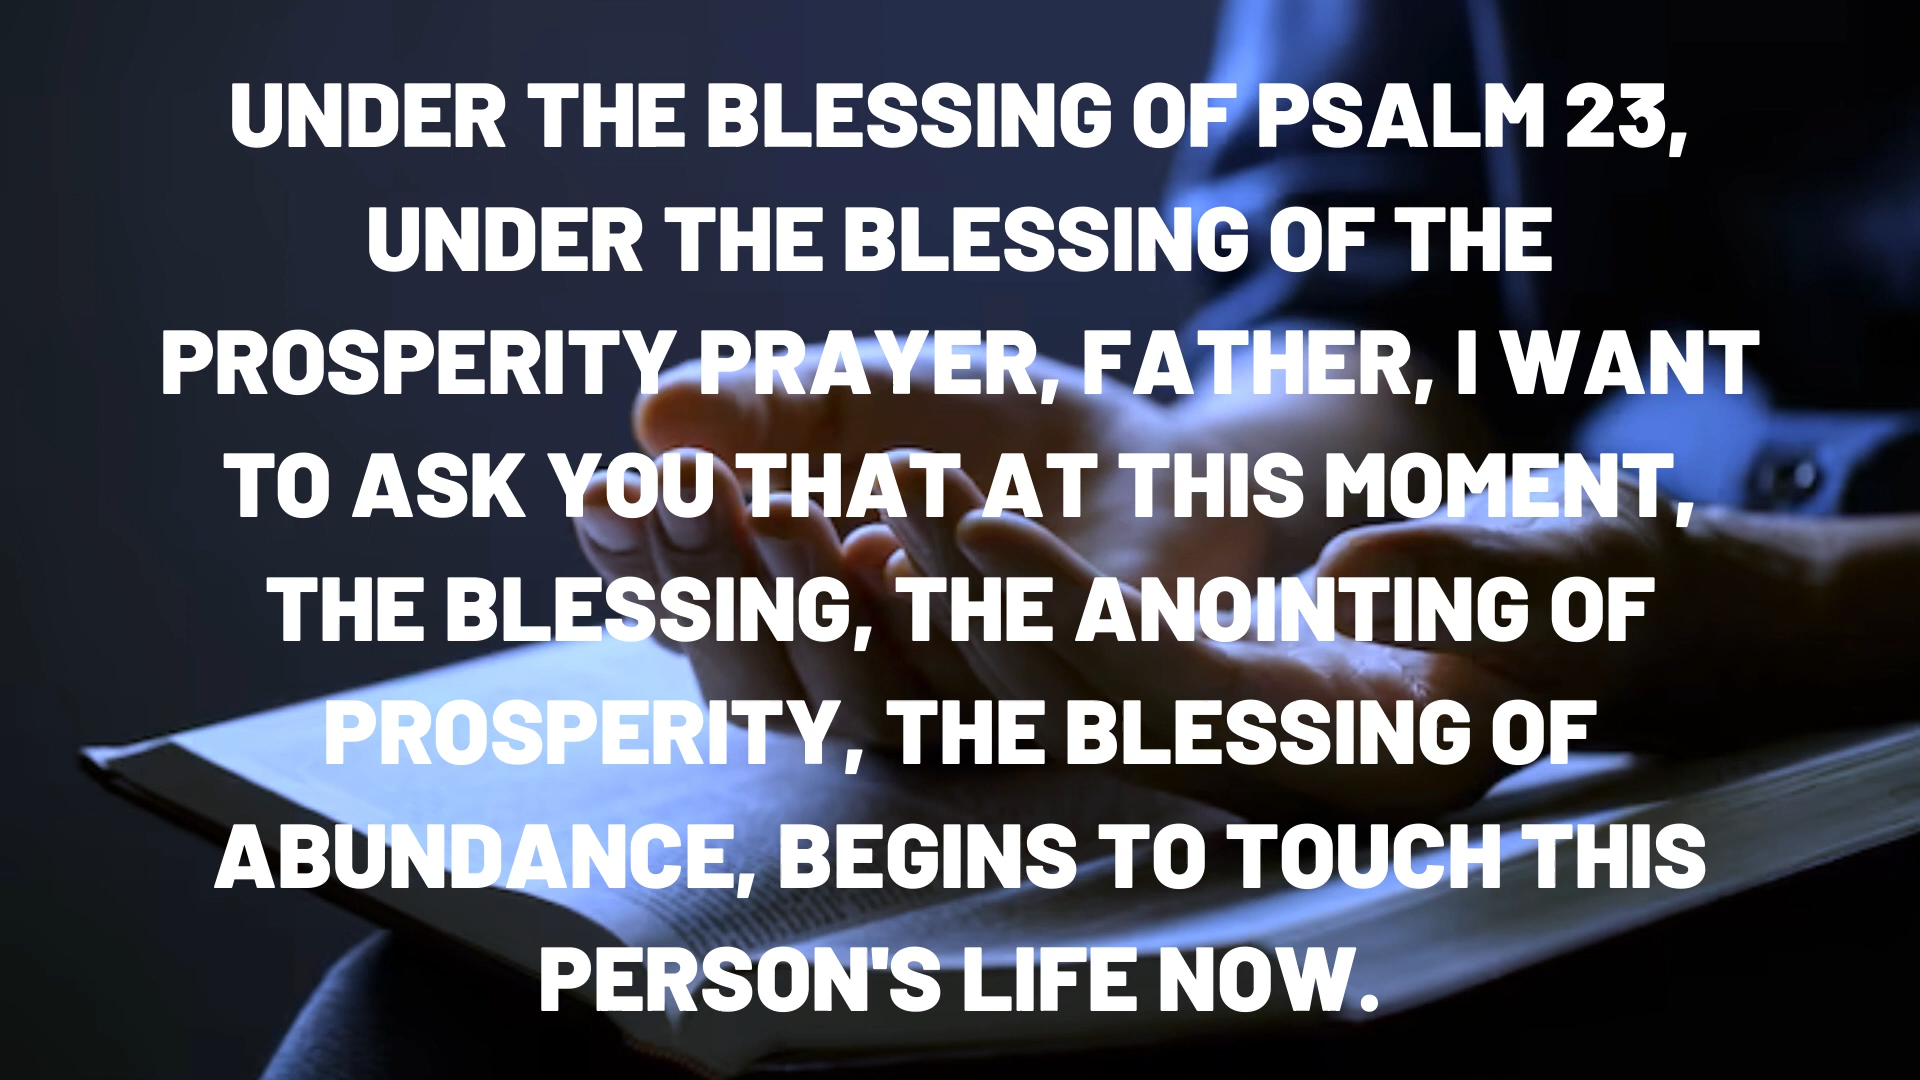 UNDER THE BLESSING OF PSALM 23,
UNDER THE BLESSING OF THE
PROSPERITY PRAYER, FATHER, I WANT
TO ASK YOU THAT AT THIS MOMENT,
THE BLESSING, THE ANOINTING OF
PROSPERITY, THE BLESSING OF
ABUNDANCE, BEGINS TO TOUCH THIS
PERSON'S LIFE NOW.